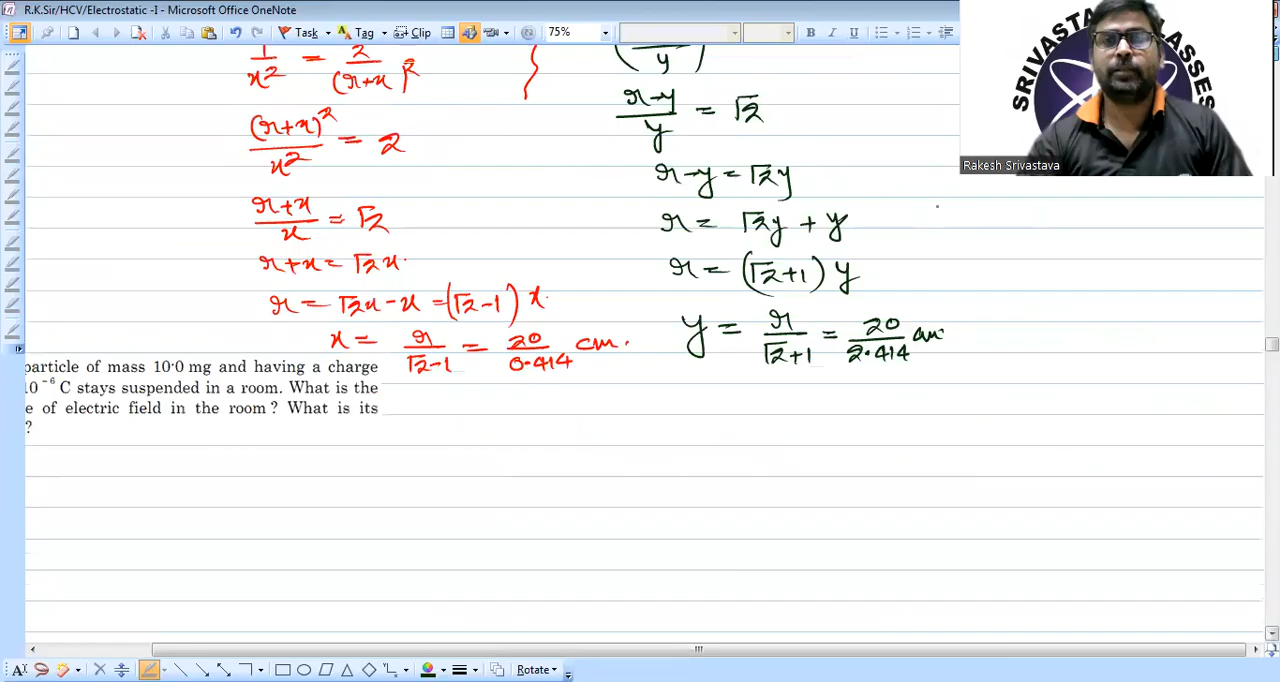 R.K.Sir/HCV/Electrostatic -I - Microsoft Office OneNote
Task
Tag
Clip
75%
B I U
SRIVASTAVA CLASSES
Rakesh Srivastava
1/x² = 2/(r+x)²
(r+x)²/x² = 2
(r+x)/x = √2
r+x = √2x
r = √2x - x = (√2-1) x
x = r/(√2-1) = 20/0.414 cm.
y
(r-y)/y = √2
r-y = √2y
r = √2y + y
r = (√2+1) y
y = r/(√2+1) = 20/2.414 cm
particle of mass 10·0 mg and having a charge
10⁻⁶ C stays suspended in a room. What is the
e of electric field in the room ? What is its
?
Rotate